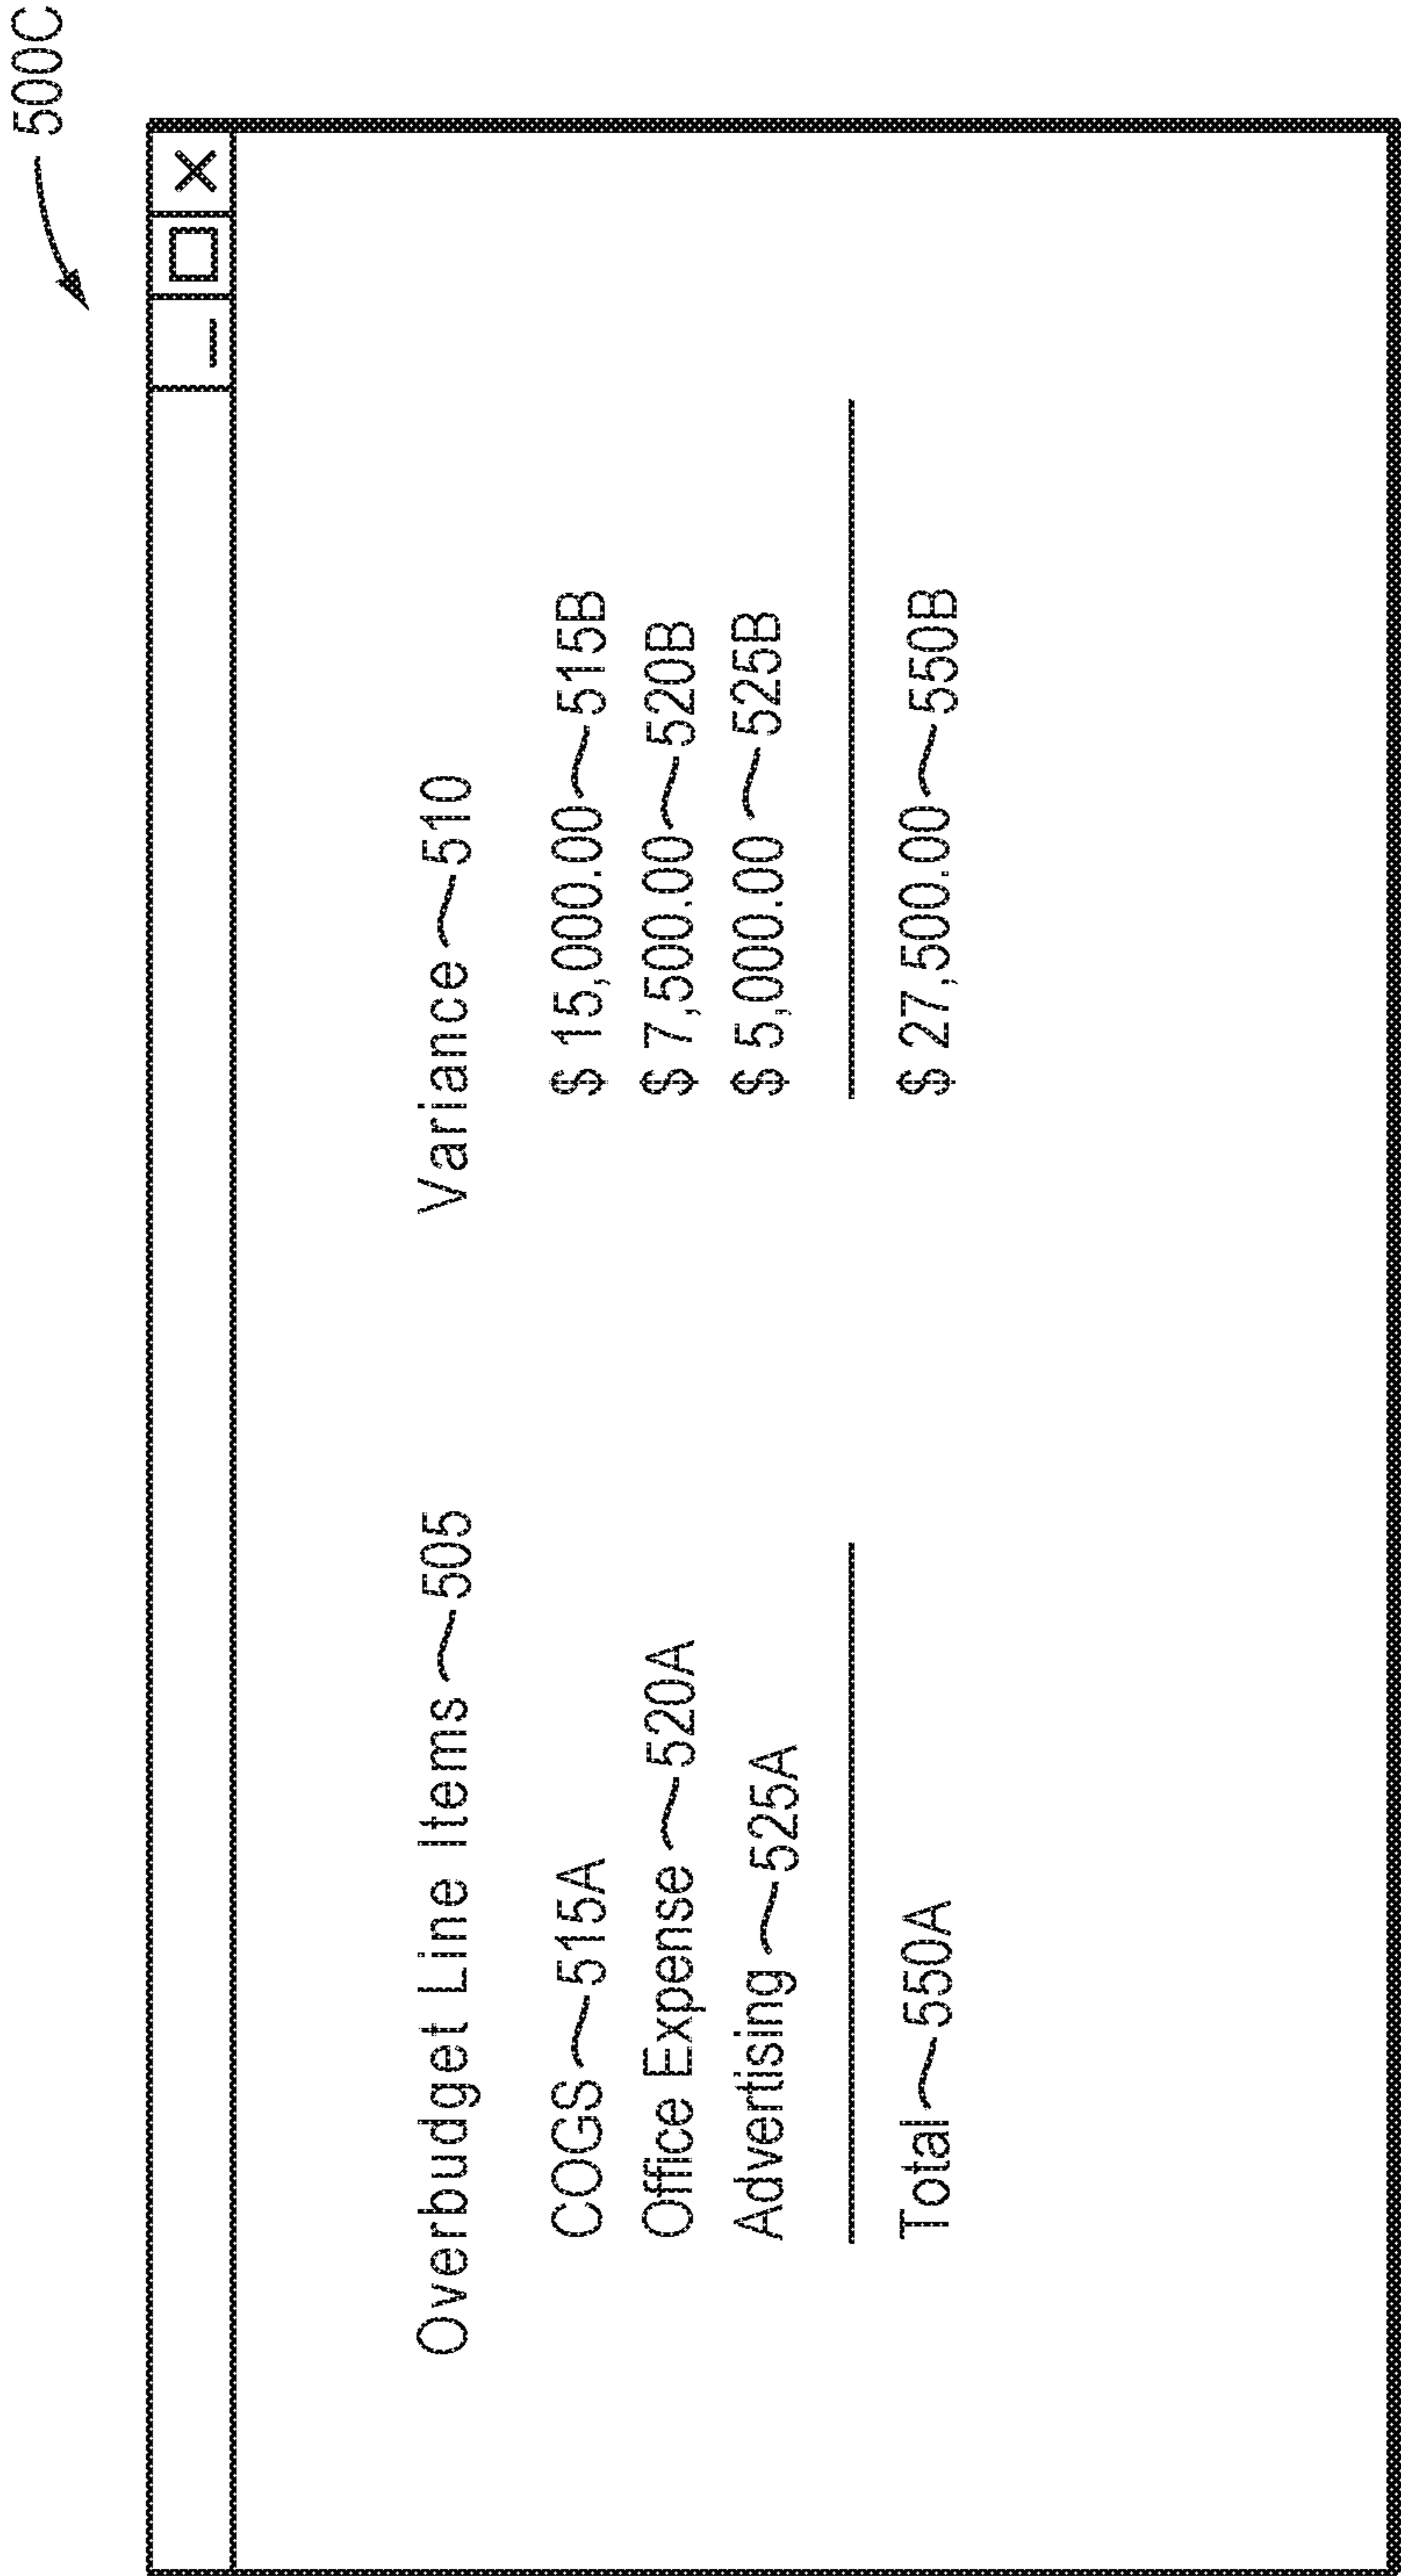 500C
Overbudget Line Items 505 Variance 510
COGS 515A $ 15,000.00 515B
Office Expense 520A $ 7,500.00 520B
Advertising 525A $ 5,000.00 525B
Total 550A $ 27,500.00 550B